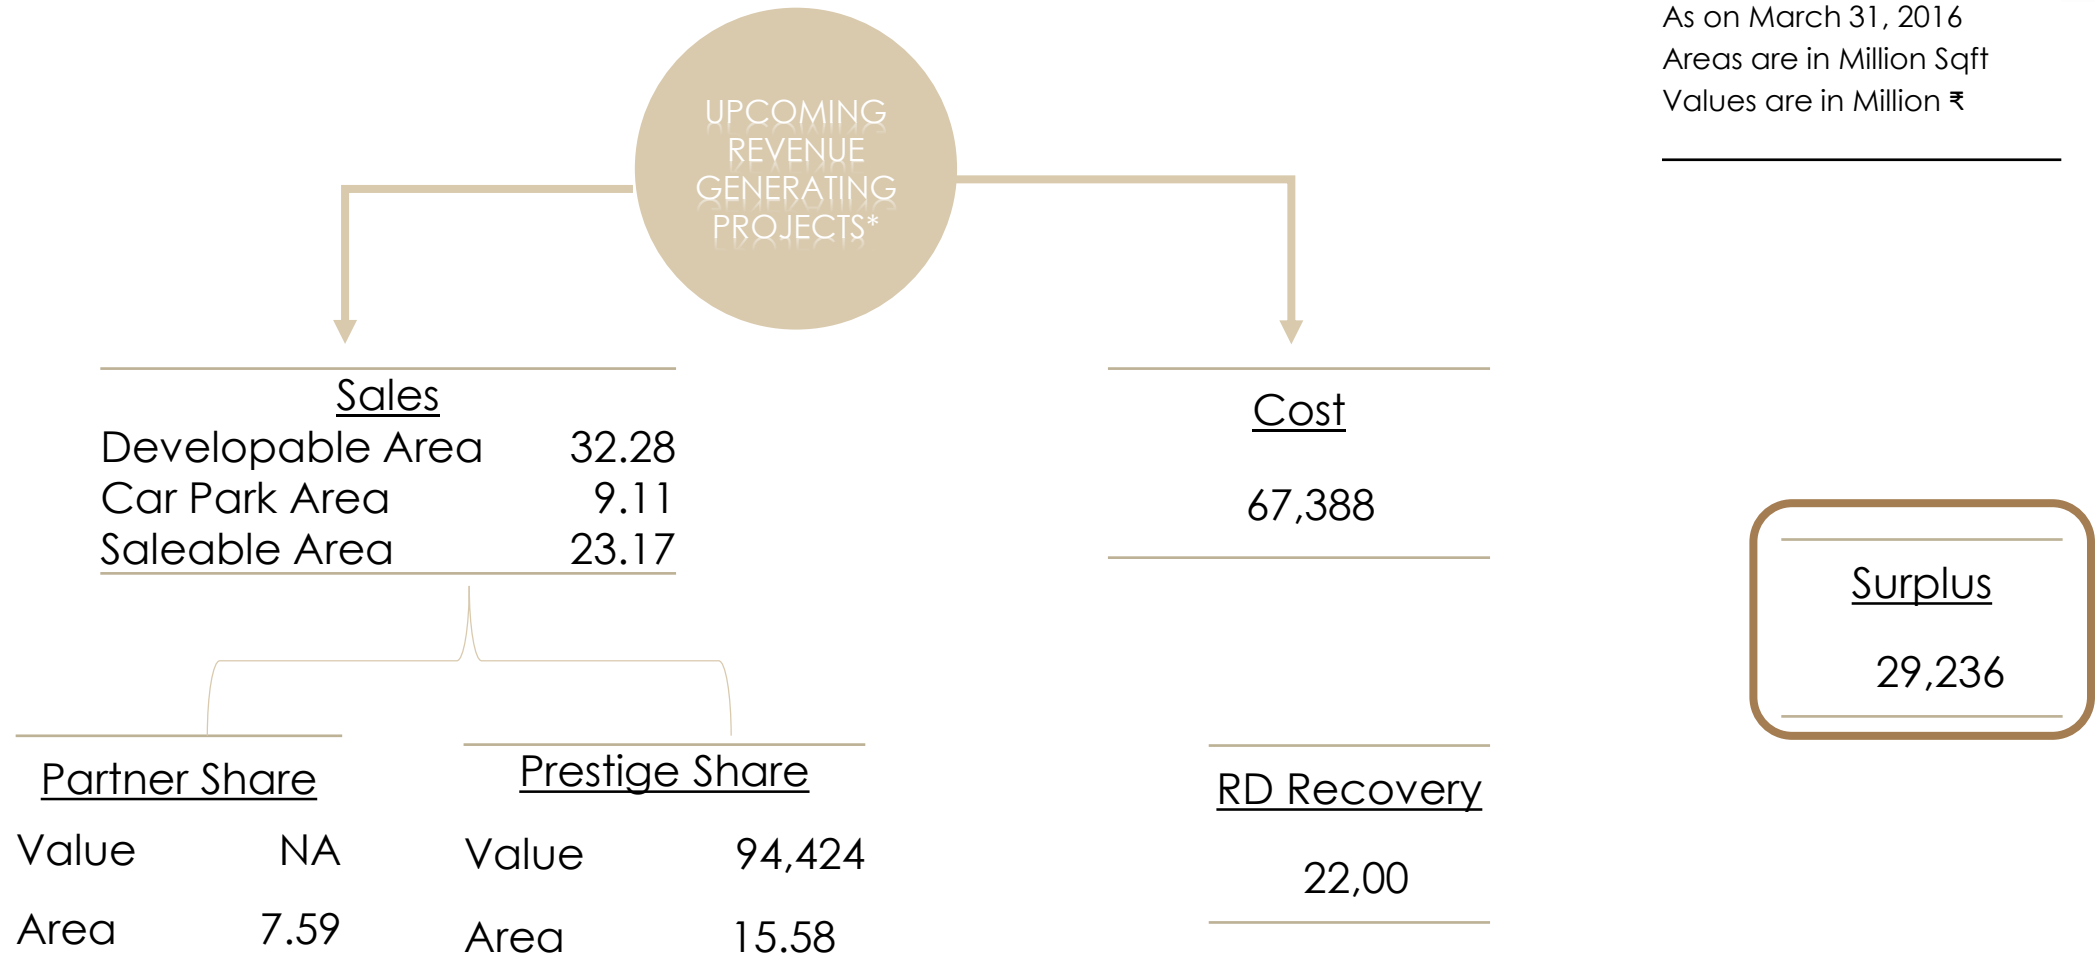 As on March 31, 2016
Areas are in Million Sqft
Values are in Million ₹
UPCOMING
REVENUE
GENERATING
PROJECTS*
Sales
Developable Area 32.28
Car Park Area 9.11
Saleable Area 23.17
Cost
67,388
Surplus
29,236
Partner Share
Value NA
Area 7.59
Prestige Share
Value 94,424
Area 15.58
RD Recovery
22,00